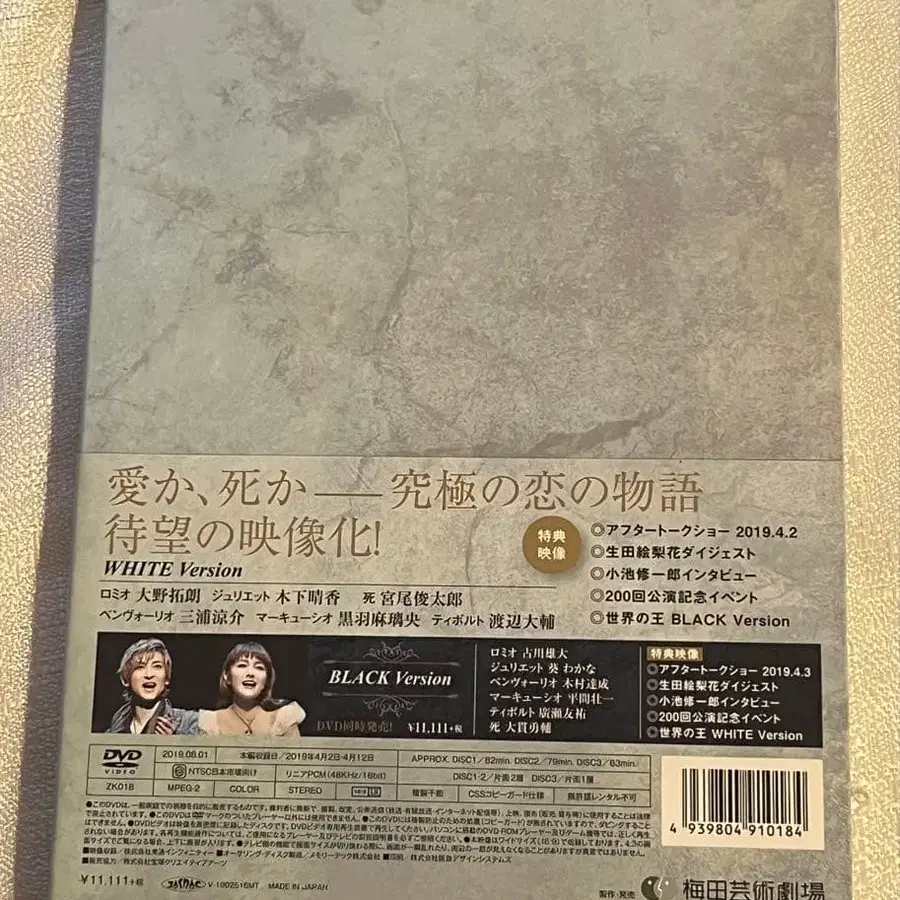 愛か、死か――究極の恋の物語
待望の映像化!
WHITE Version
ロミオ 大野拓朗 ジュリエット 木下晴香 死 宮尾俊太郎
ベンヴォーリオ 三浦涼介 マーキューシオ 黒羽麻璃央 ティボルト 渡辺大輔
特典
映像
◎アフタートークショー 2019.4.2
◎生田絵梨花ダイジェスト
◎小池修一郎インタビュー
◎200回公演記念イベント
◎世界の王 BLACK Version
BLACK Version
DVD同時発売!
¥11,111+税
ロミオ 古川雄大
ジュリエット 葵 わかな
ベンヴォーリオ 木村達成
マーキューシオ 平間壮一
ティボルト 廣瀬友祐
死 大貫勇輔
特典映像
◎アフタートークショー 2019.4.3
◎生田絵梨花ダイジェスト
◎小池修一郎インタビュー
◎200回公演記念イベント
◎世界の王 WHITE Version
DVD
VIDEO
2019.08.01
本編収録日/2019年4月2日・4月12日
APPROX. DISC1/82min. DISC2/79min. DISC3/63min.
NTSC日本市場向け
リニアPCM(48KHz/16bit)
DISC1・2/片面2層 DISC3/片面1層
ZK018
MPEG-2
COLOR
STEREO
16:9 LB
複製不能
CSSコピーガード仕様
無許諾レンタル不可
4 939804 910184
¥11,111+税
V-1902516MT
MADE IN JAPAN
製作・発売
梅田芸術劇場